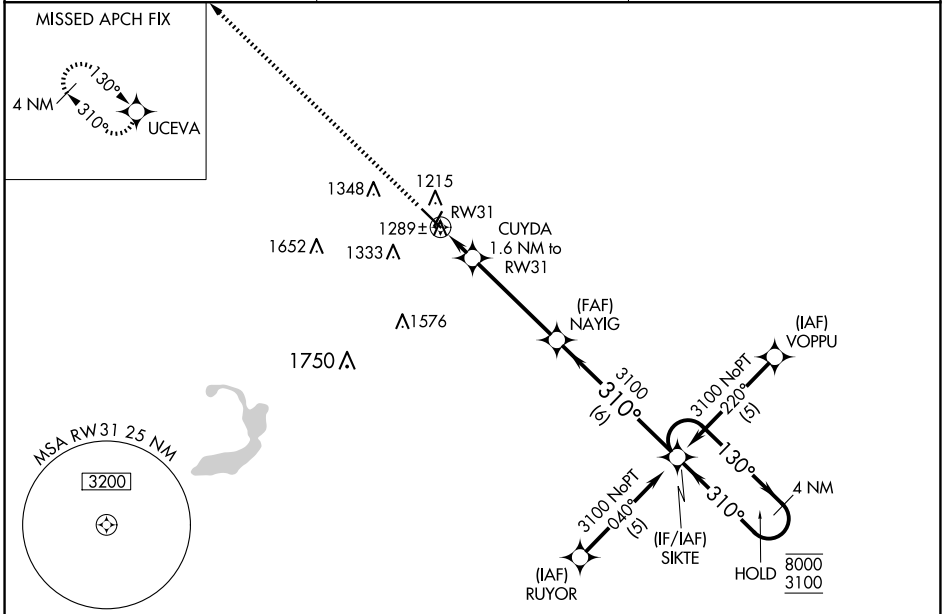 MISSED APCH FIX
4 NM
130°
310°
UCEVA
1348
1215
RW31
1289±
CUYDA
1.6 NM to
RW31
1652
1333
1576
1750
(FAF)
NAYIG
(IAF)
VOPPU
3100
310°
(6)
3100 NoPT
220°
(5)
MSA RW31 25 NM
3200
130°
310°
4 NM
3100 NoPT
040°
(5)
(IF/IAF)
SIKTE
HOLD
8000
3100
(IAF)
RUYOR